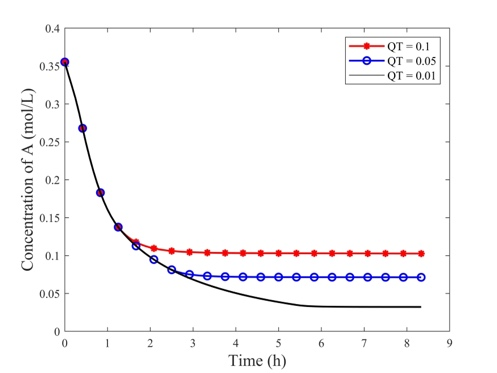 0.4
0.35
0.3
0.25
0.2
0.15
0.1
0.05
0
0 1 2 3 4 5 6 7 8 9
Concentration of A (mol/L)
Time (h)
QT = 0.1
QT = 0.05
QT = 0.01